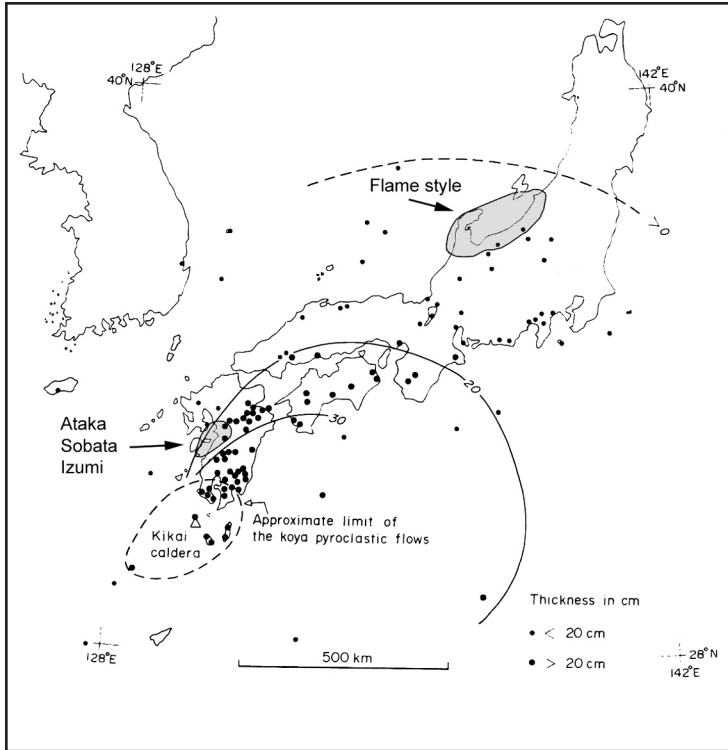 128°E
40°N
142°E
40°N
Flame style
>0
20
30
Ataka
Sobata
Izumi
Kikai
caldera
Approximate limit of
the koya pyroclastic flows
Thickness in cm
< 20 cm
> 20 cm
128°E
500 km
28°N
142°E